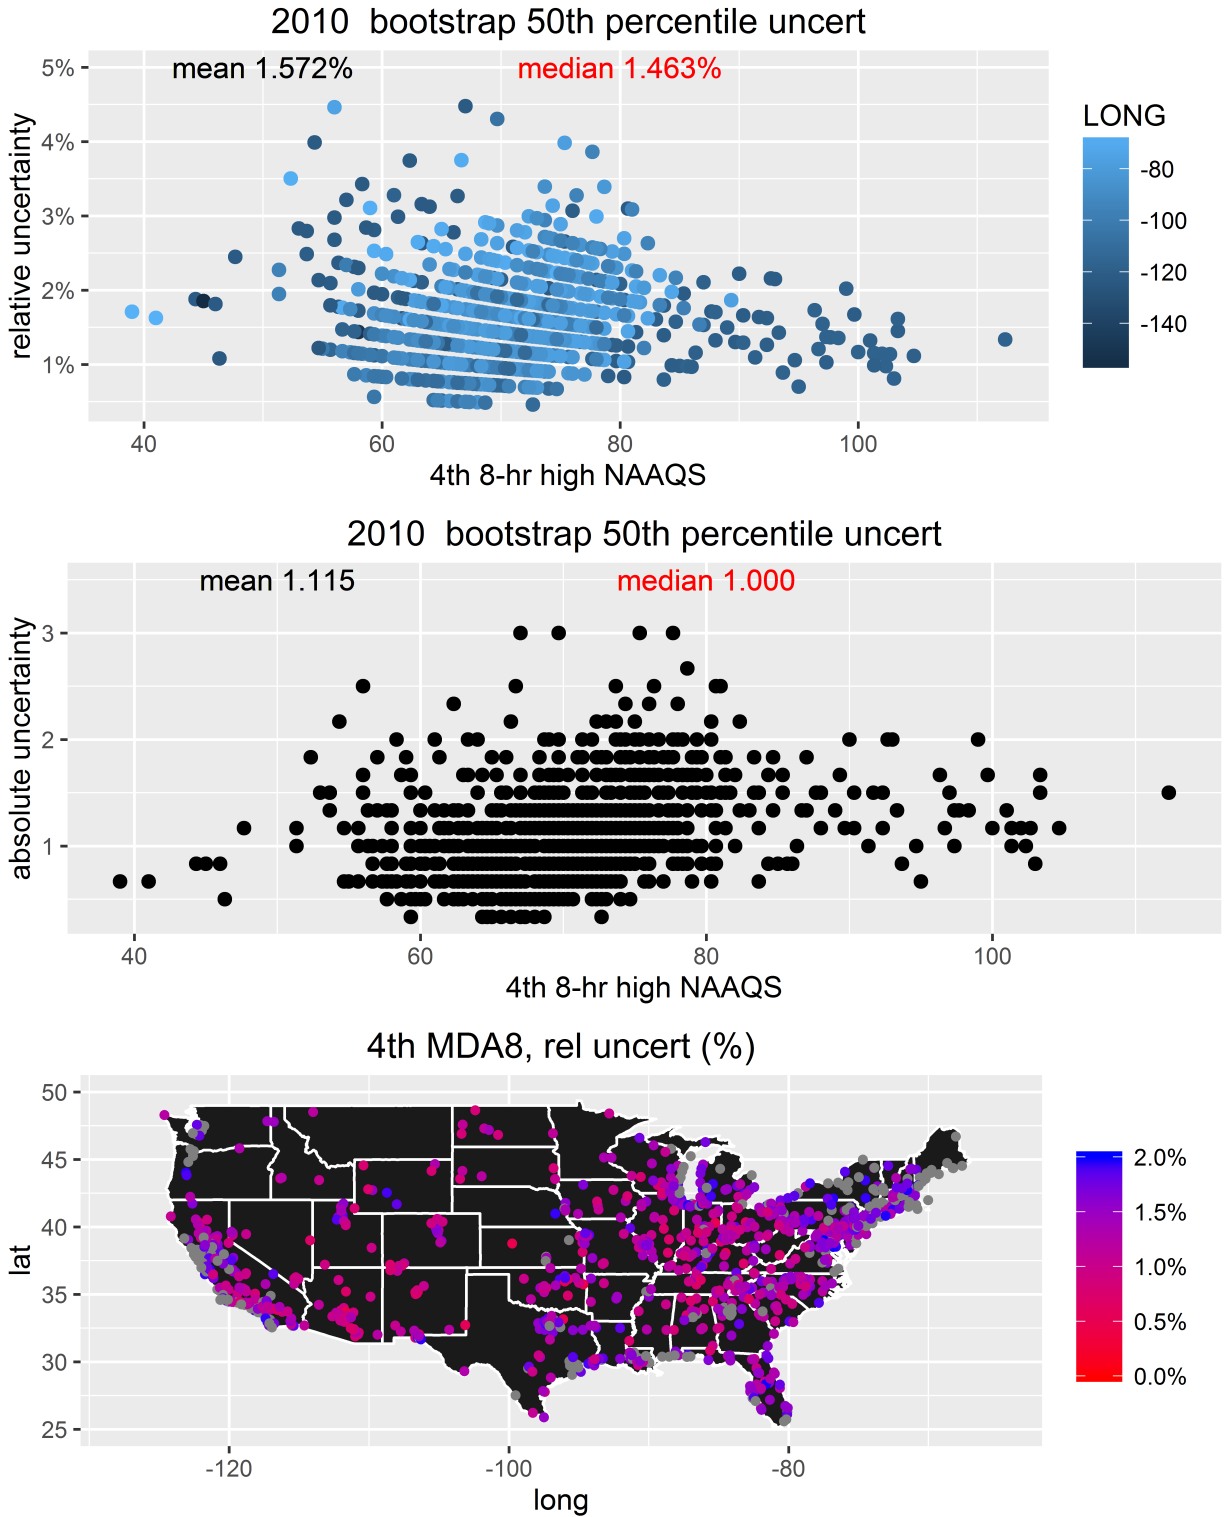 2010  bootstrap 50th percentile uncert
mean 1.572%
median 1.463%
5%
4%
3%
2%
1%
relative uncertainty
40
60
80
100
4th 8-hr high NAAQS
LONG
-80
-100
-120
-140
2010  bootstrap 50th percentile uncert
mean 1.115
median 1.000
3
2
1
absolute uncertainty
40
60
80
100
4th 8-hr high NAAQS
4th MDA8, rel uncert (%)
50
45
40
35
30
25
lat
-120
-100
-80
long
2.0%
1.5%
1.0%
0.5%
0.0%